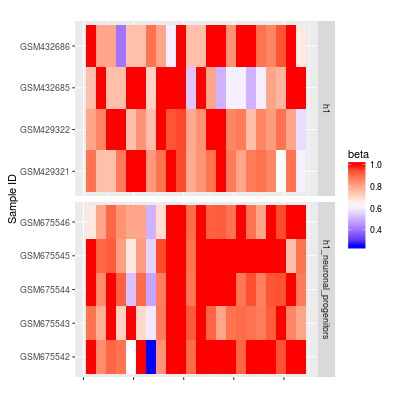 GSM432686
GSM432685
GSM429322
GSM429321
h1
GSM675546
GSM675545
GSM675544
GSM675543
GSM675542
h1_neuronal_progenitors
Sample ID
beta
1.0
0.8
0.6
0.4